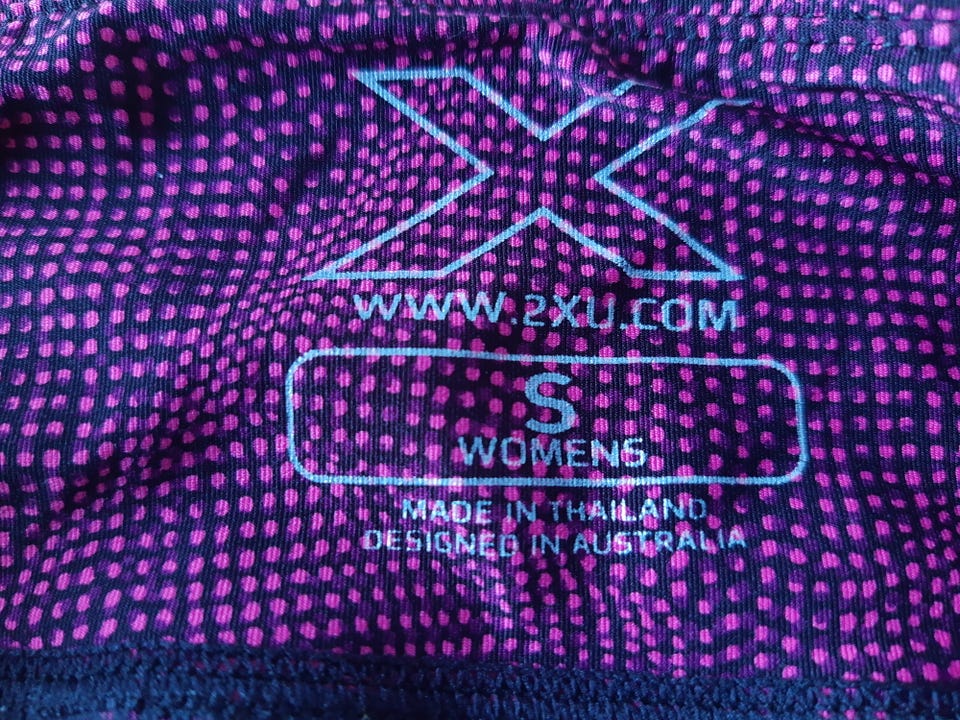 X
WWW.2XU.COM
S
WOMENS
MADE IN THAILAND
DESIGNED IN AUSTRALIA